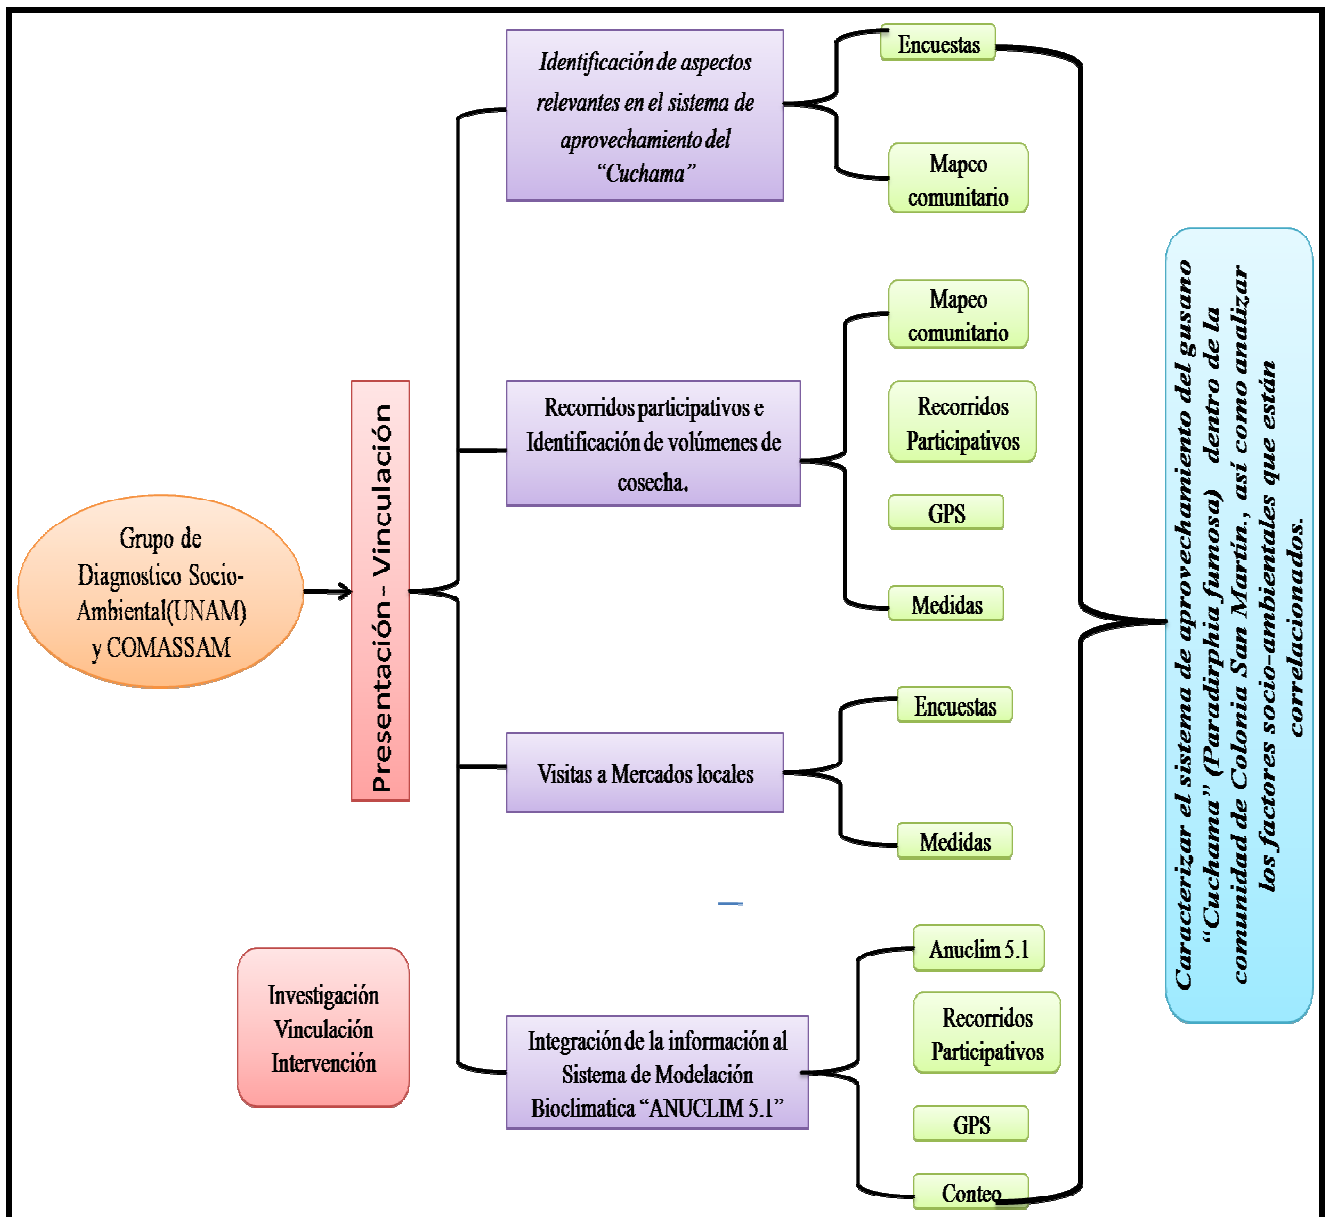 Grupo de
Diagnostico Socio-
Ambiental(UNAM)
y COMASSAM
Presentación - Vinculación
Investigación
Vinculación
Intervención
Identificación de aspectos
relevantes en el sistema de
aprovechamiento del
“Cuchama”
Encuestas
Mapeo
comunitario
Recorridos participativos e
Identificación de volúmenes de
cosecha.
Mapeo
comunitario
Recorridos
Participativos
GPS
Medidas
Visitas a Mercados locales
Encuestas
Medidas
Integración de la información al
Sistema de Modelación
Bioclimatica “ANUCLIM 5.1”
Anuclim 5.1
Recorridos
Participativos
GPS
Conteo
Caracterizar el sistema de aprovechamiento del gusano
“Cuchama” (Paradirphia fumosa) dentro de la
comunidad de Colonia San Martín., así como analizar
los factores socio-ambientales que están
correlacionados.